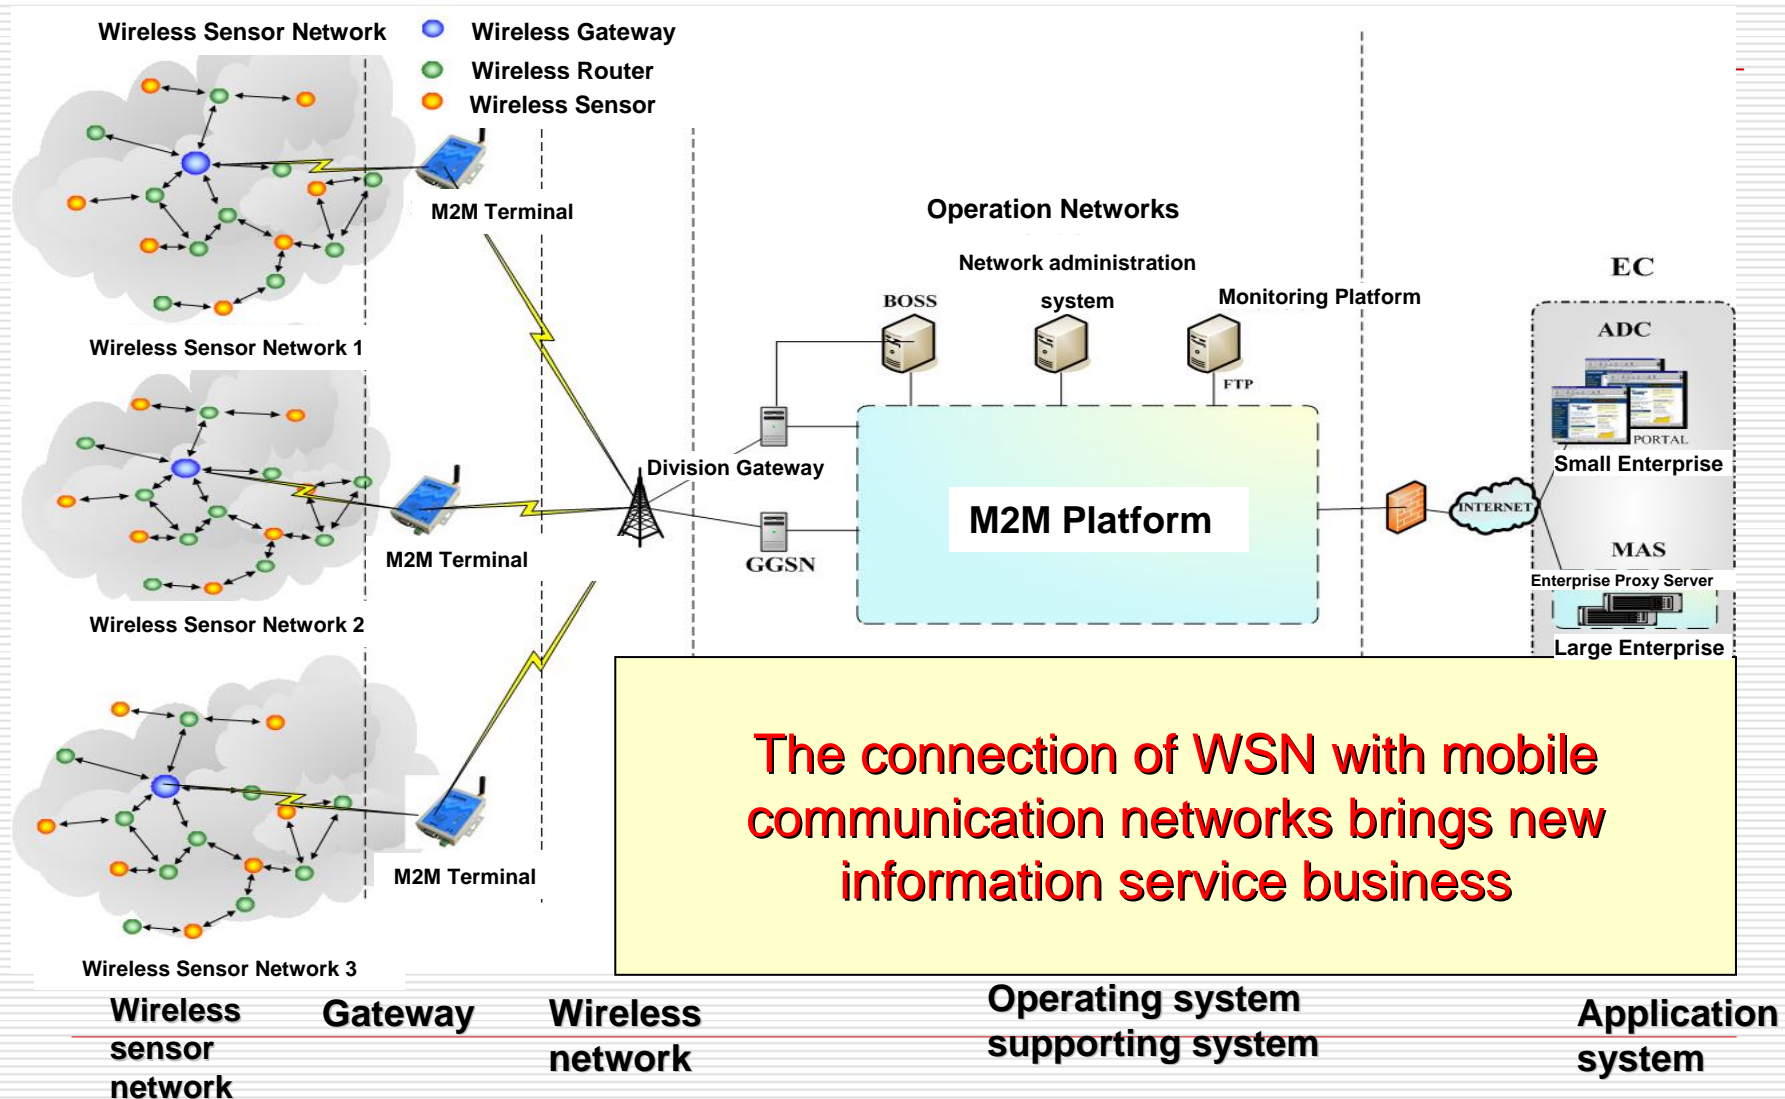 Wireless Sensor Network
Wireless Gateway
Wireless Router
Wireless Sensor
M2M Terminal
Wireless Sensor Network 1
M2M Terminal
Wireless Sensor Network 2
M2M Terminal
Wireless Sensor Network 3
Operation Networks
Network administration
system
BOSS
Monitoring Platform
FTP
Division Gateway
GGSN
M2M Platform
INTERNET
EC
ADC
PORTAL
Small Enterprise
MAS
Enterprise Proxy Server
Large Enterprise
The connection of WSN with mobile
communication networks brings new
information service business
Wireless
sensor
network
Gateway
Wireless
network
Operating system
supporting system
Application
system